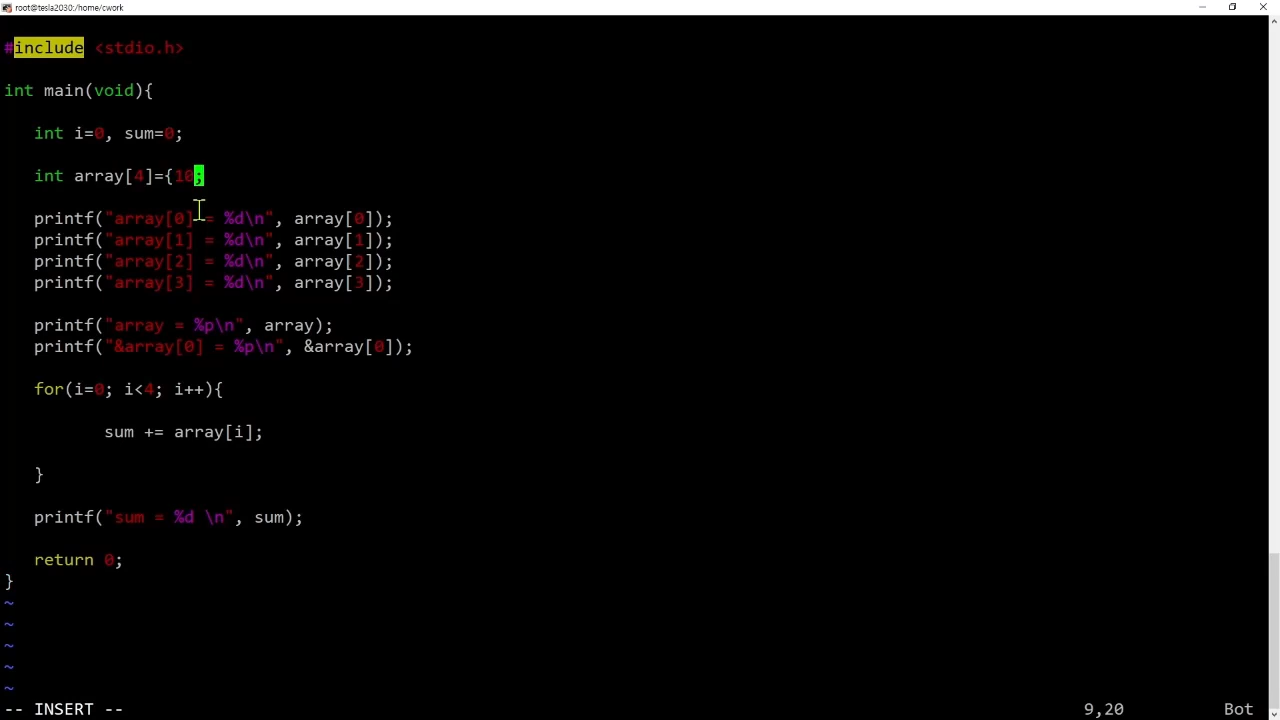 root@tesla2030:/home/cwork
#include <stdio.h>
int main(void){
int i=0, sum=0;
int array[4]={10;
printf("array[0] = %d\n", array[0]);
printf("array[1] = %d\n", array[1]);
printf("array[2] = %d\n", array[2]);
printf("array[3] = %d\n", array[3]);
printf("array = %p\n", array);
printf("&array[0] = %p\n", &array[0]);
for(i=0; i<4; i++){
sum += array[i];
}
printf("sum = %d \n", sum);
return 0;
}
~
~
~
~
~
-- INSERT -- 9,20 Bot